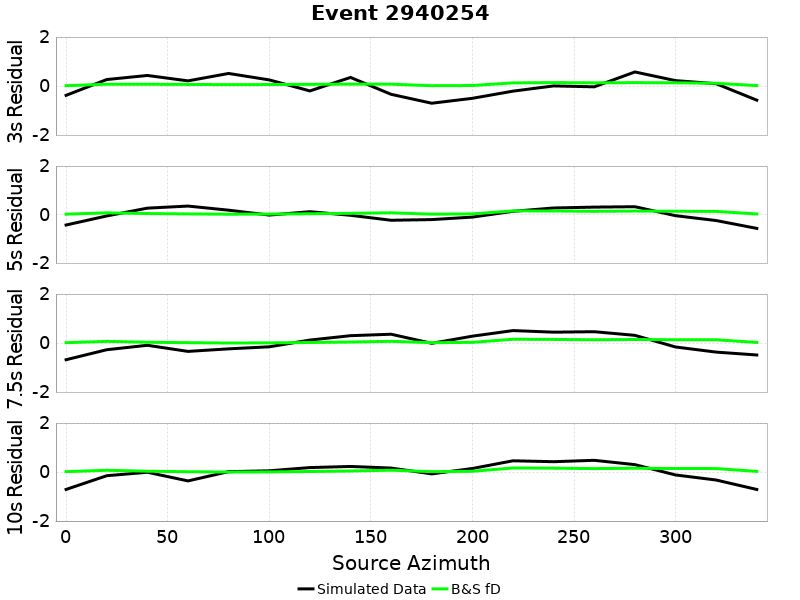 Event 2940254
3s Residual
2
0
-2
5s Residual
2
0
-2
7.5s Residual
2
0
-2
10s Residual
2
0
-2
0 50 100 150 200 250 300
Source Azimuth
Simulated Data B&S fD